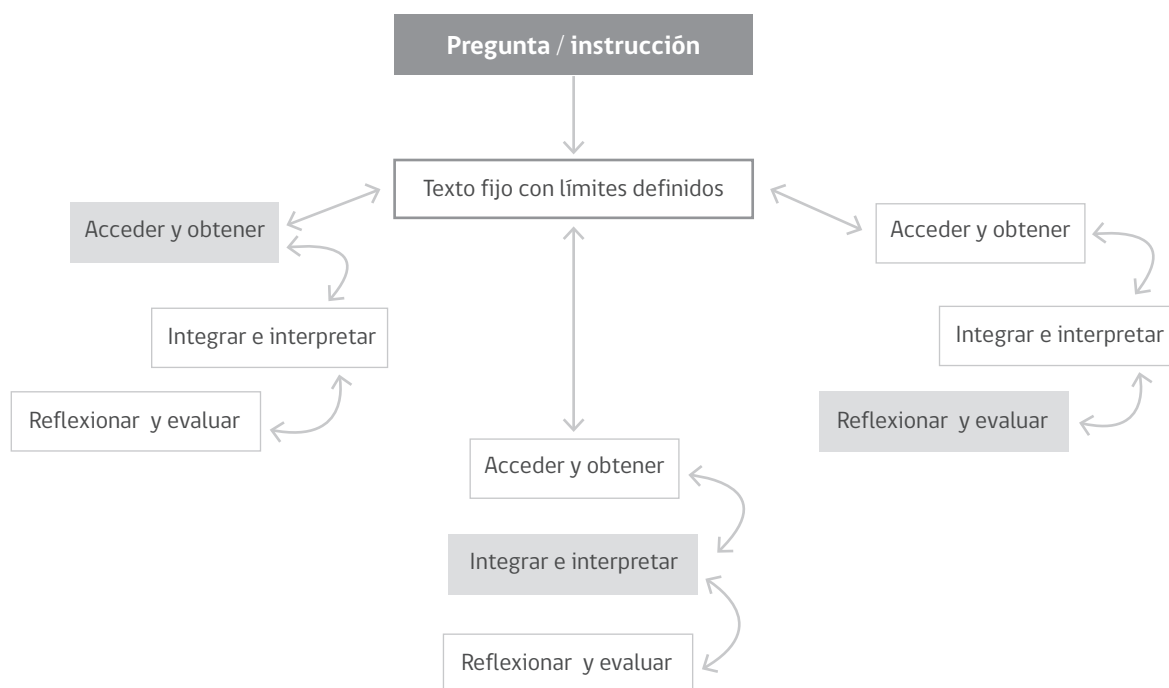 Pregunta / instrucción
Texto fijo con límites definidos
Acceder y obtener
Integrar e interpretar
Reflexionar y evaluar
Acceder y obtener
Integrar e interpretar
Reflexionar y evaluar
Acceder y obtener
Integrar e interpretar
Reflexionar y evaluar